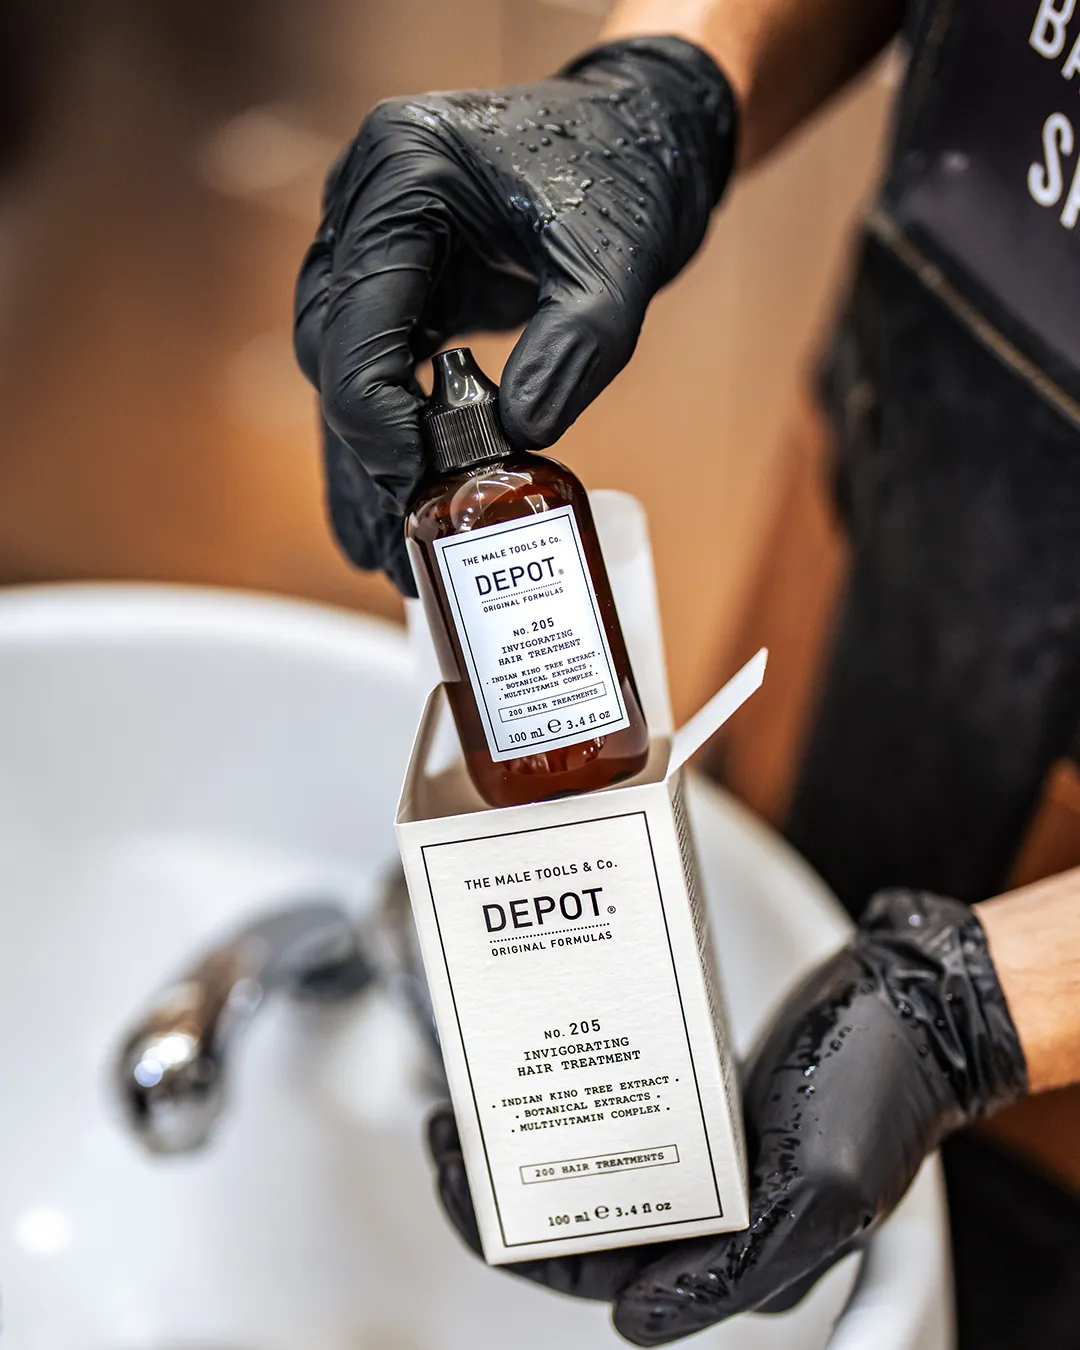 THE MALE TOOLS & Co.
DEPOT®
ORIGINAL FORMULAS
NO. 205
INVIGORATING
HAIR TREATMENT
. INDIAN KINO TREE EXTRACT .
. BOTANICAL EXTRACTS .
. MULTIVITAMIN COMPLEX .
200 HAIR TREATMENTS
100 ml ℮ 3.4 fl oz
THE MALE TOOLS & Co.
DEPOT®
ORIGINAL FORMULAS
NO. 205
INVIGORATING
HAIR TREATMENT
. INDIAN KINO TREE EXTRACT .
. BOTANICAL EXTRACTS .
. MULTIVITAMIN COMPLEX .
200 HAIR TREATMENTS
100 ml ℮ 3.4 fl oz